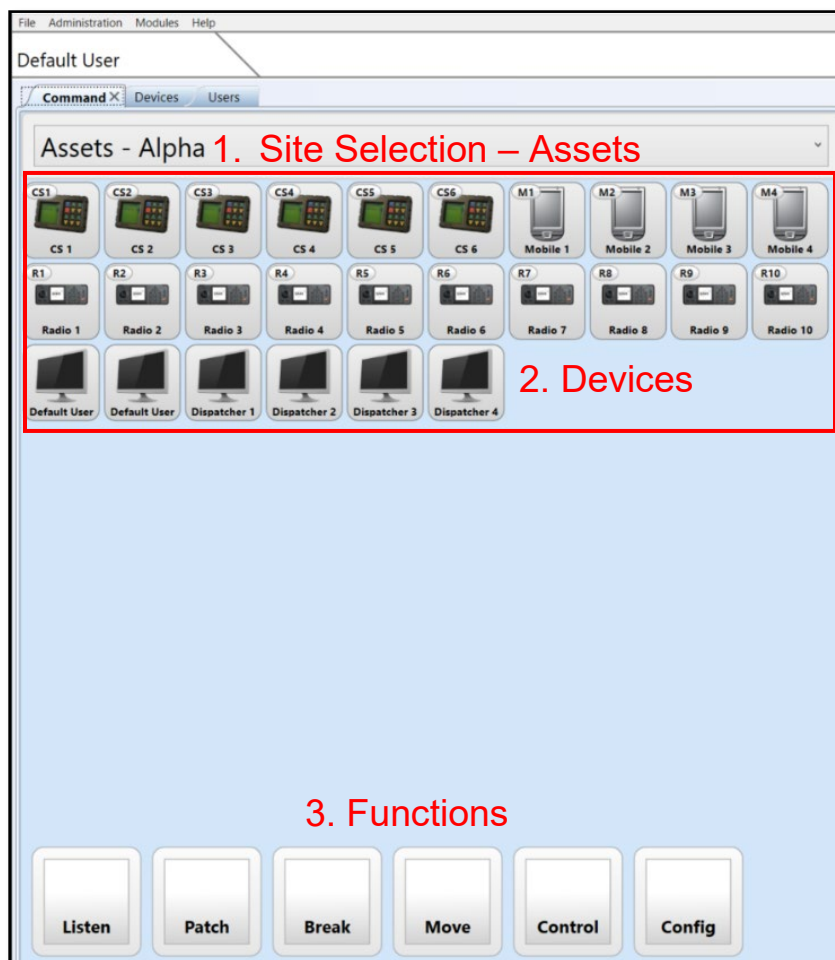 File Administration Modules Help
Default User
Command X Devices Users
Assets - Alpha 1. Site Selection – Assets
CS1 CS2 CS3 CS4 CS5 CS6 M1 M2 M3 M4
CS 1 CS 2 CS 3 CS 4 CS 5 CS 6 Mobile 1 Mobile 2 Mobile 3 Mobile 4
R1 R2 R3 R4 R5 R6 R7 R8 R9 R10
Radio 1 Radio 2 Radio 3 Radio 4 Radio 5 Radio 6 Radio 7 Radio 8 Radio 9 Radio 10
2. Devices
Default User Default User Dispatcher 1 Dispatcher 2 Dispatcher 3 Dispatcher 4
3. Functions
Listen Patch Break Move Control Config